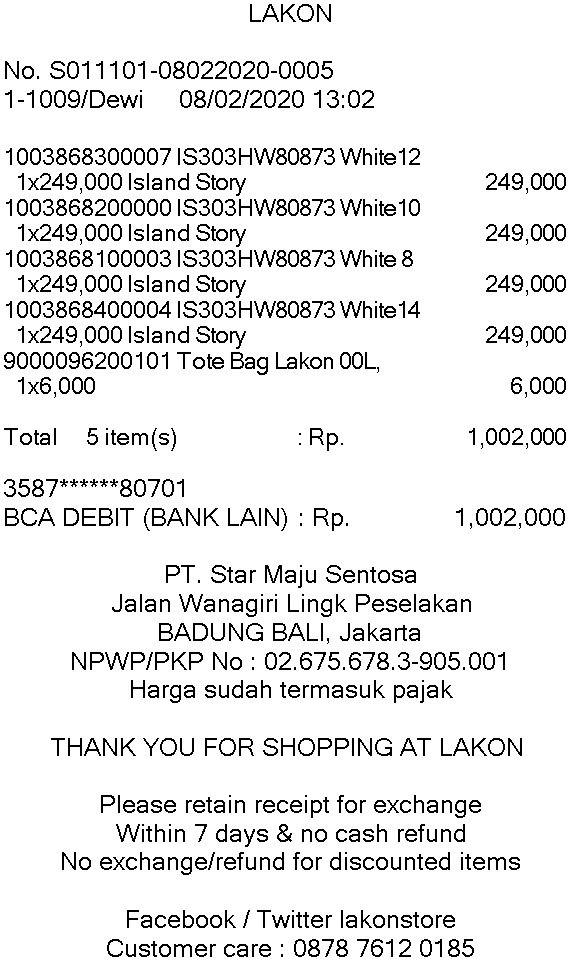 LAKON
No. S011101-08022020-0005
1-1009/Dewi 08/02/2020 13:02
1003868300007 IS303HW80873 White12
1x249,000 Island Story 249,000
1003868200000 IS303HW80873 White10
1x249,000 Island Story 249,000
1003868100003 IS303HW80873 White 8
1x249,000 Island Story 249,000
1003868400004 IS303HW80873 White14
1x249,000 Island Story 249,000
9000096200101 Tote Bag Lakon 00L,
1x6,000 6,000
Total 5 item(s) : Rp. 1,002,000
3587******80701
BCA DEBIT (BANK LAIN) : Rp. 1,002,000
PT. Star Maju Sentosa
Jalan Wanagiri Lingk Peselakan
BADUNG BALI, Jakarta
NPWP/PKP No : 02.675.678.3-905.001
Harga sudah termasuk pajak
THANK YOU FOR SHOPPING AT LAKON
Please retain receipt for exchange
Within 7 days & no cash refund
No exchange/refund for discounted items
Facebook / Twitter lakonstore
Customer care : 0878 7612 0185